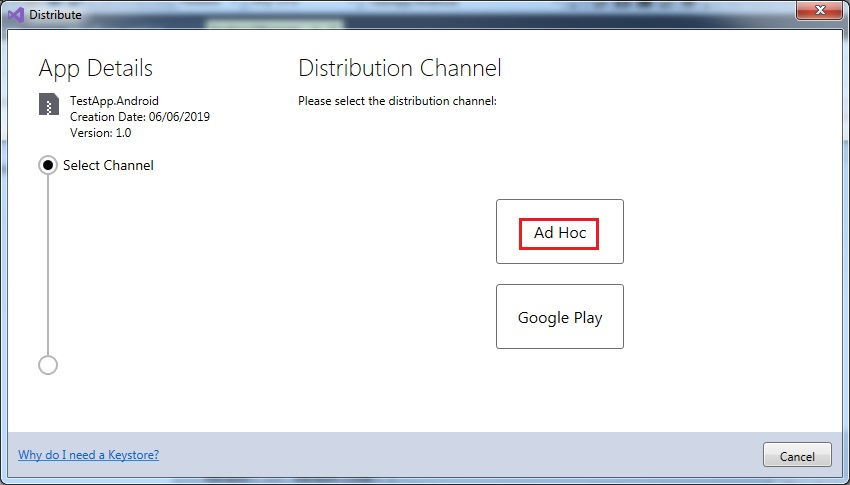 Distribute
App Details
TestApp.Android
Creation Date: 06/06/2019
Version: 1.0
Select Channel
Distribution Channel
Please select the distribution channel:
Ad Hoc
Google Play
Why do I need a Keystore?
Cancel